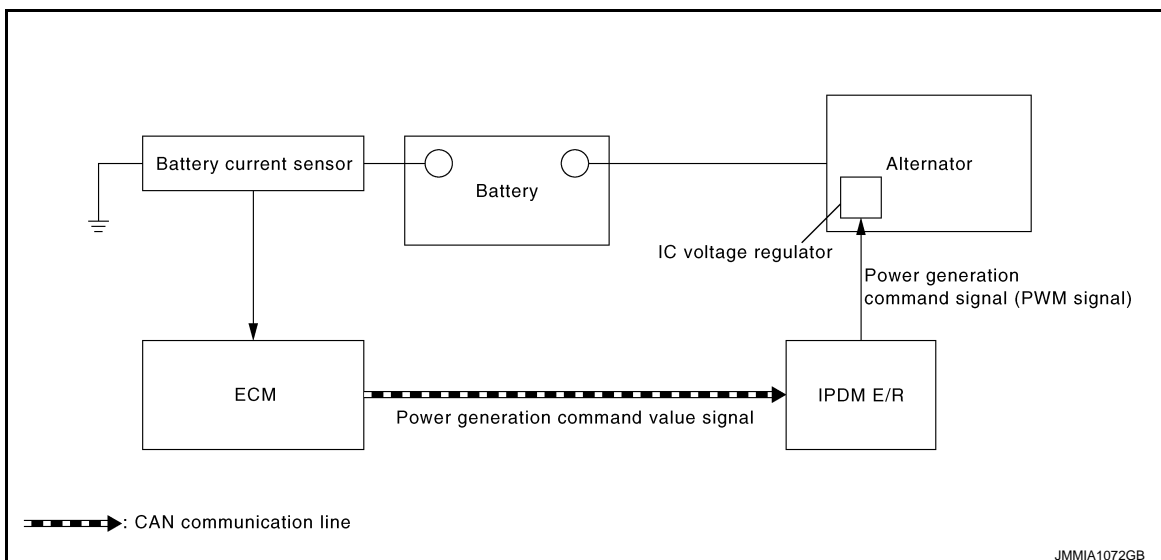 Battery current sensor
Battery
Alternator
IC voltage regulator
Power generation
command signal (PWM signal)
ECM
Power generation command value signal
IPDM E/R
: CAN communication line
JMMIA1072GB